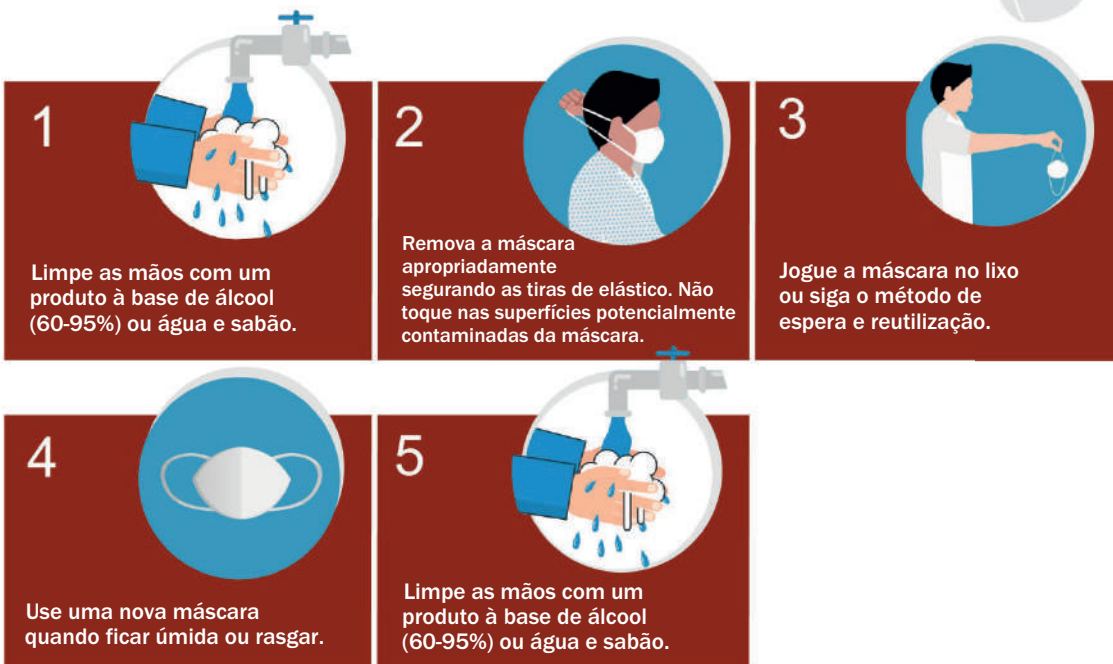 1
Limpe as mãos com um
produto à base de álcool
(60-95%) ou água e sabão.
2
Remova a máscara
apropriadamente
segurando as tiras de elástico. Não
toque nas superfícies potencialmente
contaminadas da máscara.
3
Jogue a máscara no lixo
ou siga o método de
espera e reutilização.
4
Use uma nova máscara
quando ficar úmida ou rasgar.
5
Limpe as mãos com um
produto à base de álcool
(60-95%) ou água e sabão.